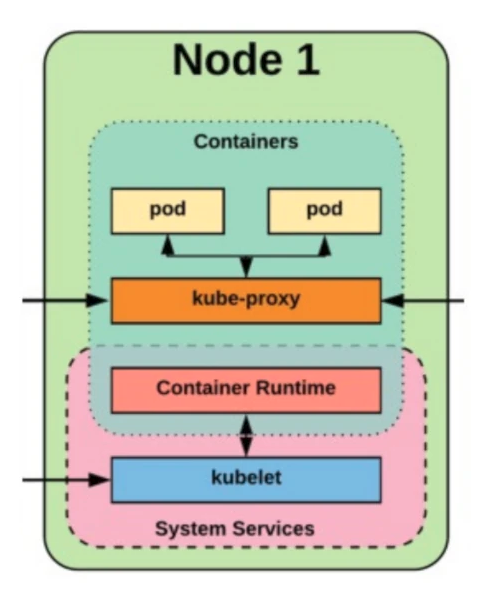 Node 1
Containers
pod pod
kube-proxy
Container Runtime
kubelet
System Services